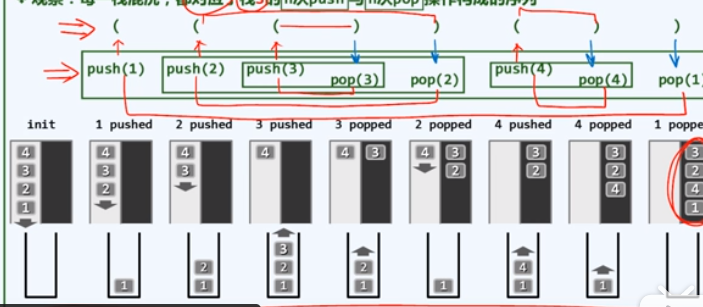 观察：每一栈混洗，都对应于栈S的n次push与n次pop操作构成的序列
( ( ( ) ) ( ) )
push(1) push(2) push(3) pop(3) pop(2) push(4) pop(4) pop(1)
init 1 pushed 2 pushed 3 pushed 3 popped 2 popped 4 pushed 4 popped 1 poppe
4 4 4 4 4 3 4 3 3 3 3
3 3 3 2 2 2 2
2 2 4 4
1 1
3
2 2 2 4
1 1 1 1 1 1 1